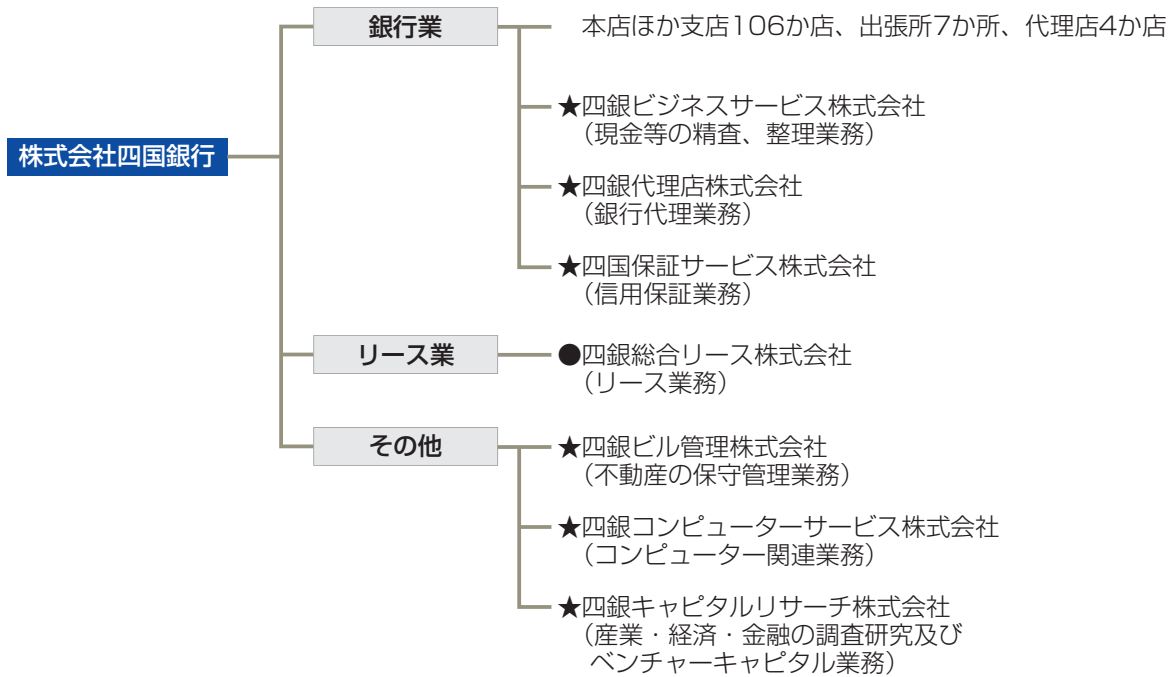 銀行業
本店ほか支店106か店、出張所7か所、代理店4か店
★四銀ビジネスサービス株式会社
（現金等の精査、整理業務）
株式会社四国銀行
★四銀代理店株式会社
（銀行代理業務）
★四国保証サービス株式会社
（信用保証業務）
リース業
●四銀総合リース株式会社
（リース業務）
その他
★四銀ビル管理株式会社
（不動産の保守管理業務）
★四銀コンピューターサービス株式会社
（コンピューター関連業務）
★四銀キャピタルリサーチ株式会社
（産業・経済・金融の調査研究及び
ベンチャーキャピタル業務）